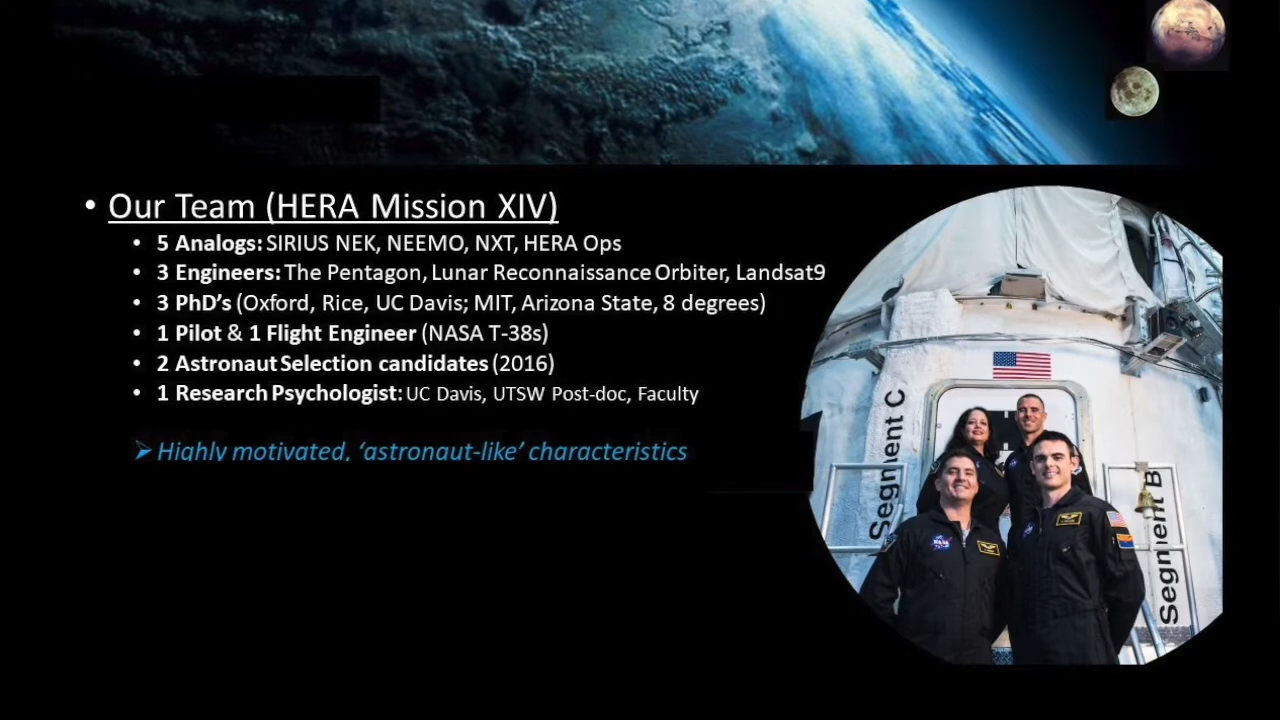 • Our Team (HERA Mission XIV)
• 5 Analogs: SIRIUS NEK, NEEMO, NXT, HERA Ops
• 3 Engineers: The Pentagon, Lunar Reconnaissance Orbiter, Landsat9
• 3 PhD's (Oxford, Rice, UC Davis; MIT, Arizona State, 8 degrees)
• 1 Pilot & 1 Flight Engineer (NASA T-38s)
• 2 Astronaut Selection candidates (2016)
• 1 Research Psychologist: UC Davis, UTSW Post-doc, Faculty
➢ Highly motivated, ‘astronaut-like’ characteristics
Segment C
Segment B
NASA